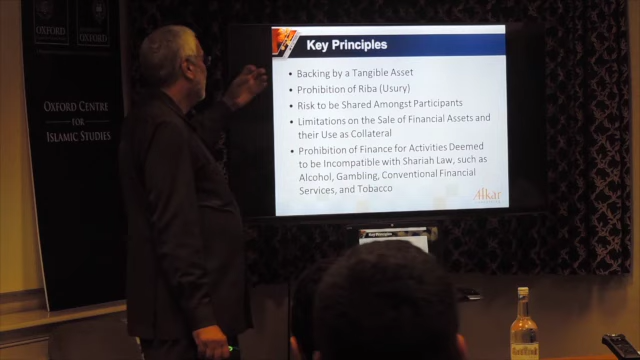 OXFORD
OXFORD
OXFORD CENTRE
FOR
ISLAMIC STUDIES
Key Principles
• Backing by a Tangible Asset
• Prohibition of Riba (Usury)
• Risk to be Shared Amongst Participants
• Limitations on the Sale of Financial Assets and
their Use as Collateral
• Prohibition of Finance for Activities Deemed
to be Incompatible with Shariah Law, such as
Alcohol, Gambling, Conventional Financial
Services, and Tobacco
Key Principles